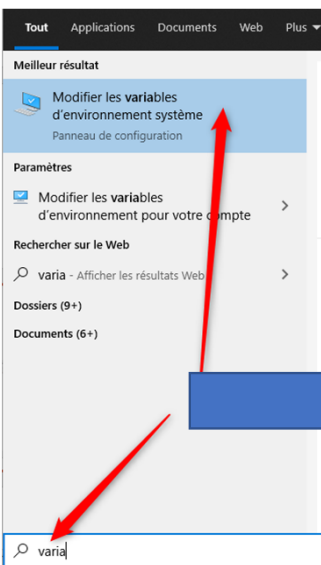 Tout Applications Documents Web Plus
Meilleur résultat
Modifier les variables
d'environnement système
Panneau de configuration
Paramètres
Modifier les variables
d'environnement pour votre compte
Rechercher sur le Web
varia - Afficher les résultats Web
Dossiers (9+)
Documents (6+)
varia